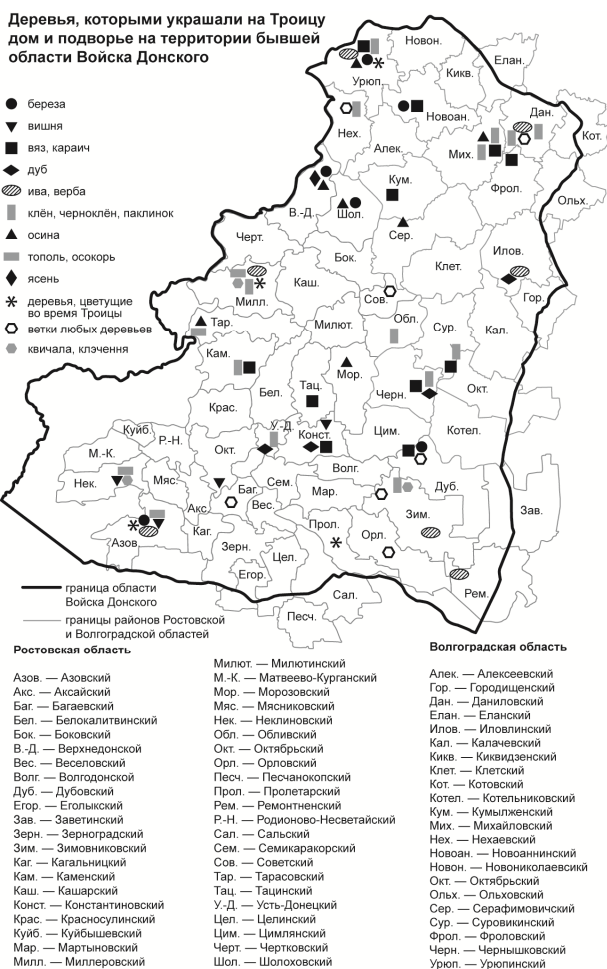 Деревья, которыми украшали на Троицу
дом и подворье на территории бывшей
области Войска Донского
береза
вишня
вяз, караич
дуб
ива, верба
клён, черноклён, паклинок
осина
тополь, осокорь
ясень
деревья, цветущие
во время Троицы
ветки любых деревьев
квичала, клэчення
Новон.
Урюп.
Кикв.
Елан.
Дан.
Кот.
Нех.
Новоан.
Алек.
Мих.
Фрол.
Ольх.
Кум.
В.-Д.
Шол.
Сер.
Черт.
Бок.
Клет.
Илов.
Гор.
Милл.
Каш.
Сов.
Обл.
Сур.
Кал.
Тар.
Милют.
Кам.
Мор.
Черн.
Окт.
Тац.
Бел.
Крас.
У.-Д.
Конст.
Цим.
Котел.
Куйб.
Р.-Н.
М.-К.
Окт.
Волг.
Нек.
Мяс.
Сем.
Мар.
Дуб.
Баг.
Вес.
Зим.
Зав.
Акс.
Каг.
Прол.
Орл.
Азов.
Зерн.
Цел.
Егор.
Сал.
Песч.
Рем.
граница области
Войска Донского
границы районов Ростовской
и Волгоградской областей
Ростовская область
Азов. — Азовский
Акс. — Аксайский
Баг. — Багаевский
Бел. — Белокалитвинский
Бок. — Боковский
В.-Д. — Верхнедонской
Вес. — Веселовский
Волг. — Волгодонской
Дуб. — Дубовский
Егор. — Еголыкский
Зав. — Заветинский
Зерн. — Зерноградский
Зим. — Зимовниковский
Каг. — Кагальницкий
Кам. — Каменский
Каш. — Кашарский
Конст. — Константиновский
Крас. — Красносулинский
Куйб. — Куйбышевский
Мар. — Мартыновский
Милл. — Миллеровский
Милют. — Милютинский
М.-К. — Матвеево-Курганский
Мор. — Морозовский
Мяс. — Мясниковский
Нек. — Неклиновский
Обл. — Обливский
Окт. — Октябрьский
Орл. — Орловский
Песч. — Песчанокопский
Прол. — Пролетарский
Рем. — Ремонтненский
Р.-Н. — Родионово-Несветайский
Сал. — Сальский
Сем. — Семикаракорский
Сов. — Советский
Тар. — Тарасовский
Тац. — Тацинский
У.-Д. — Усть-Донецкий
Цел. — Целинский
Цим. — Цимлянский
Черт. — Чертковский
Шол. — Шолоховский
Волгоградская область
Алек. — Алексеевский
Гор. — Городищенский
Дан. — Даниловский
Елан. — Еланский
Илов. — Иловлинский
Кал. — Калачевский
Кикв. — Киквидзенский
Клет. — Клетский
Кот. — Котовский
Котел. — Котельниковский
Кум. — Кумылженский
Мих. — Михайловский
Нех. — Нехаевский
Новоан. — Новоаннинский
Новон. — Новониколаевсикй
Окт. — Октябрьский
Ольх. — Ольховский
Сер. — Серафимовичский
Сур. — Суровикинский
Фрол. — Фроловский
Черн. — Чернышковский
Урюп. — Урюпинский